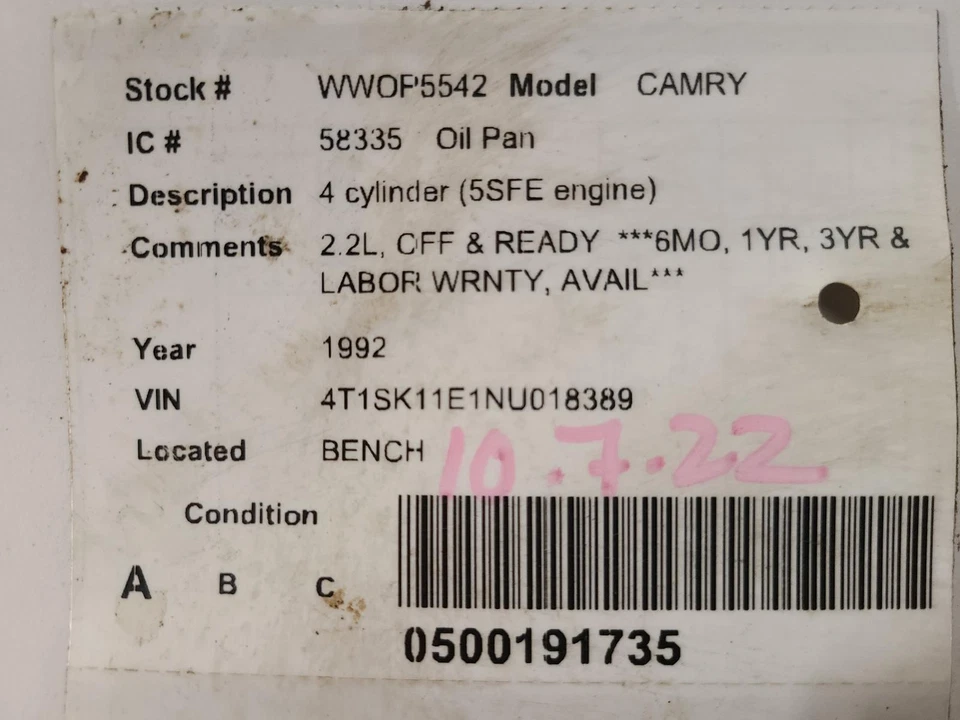 Stock # WWOP5542 Model CAMRY
IC # 58335 Oil Pan
Description 4 cylinder (5SFE engine)
Comments 2.2L, OFF & READY ***6MO, 1YR, 3YR &
LABOR WRNTY, AVAIL***
Year 1992
VIN 4T1SK11E1NU018389
Located BENCH 10.7.22
Condition
A B C
0500191735